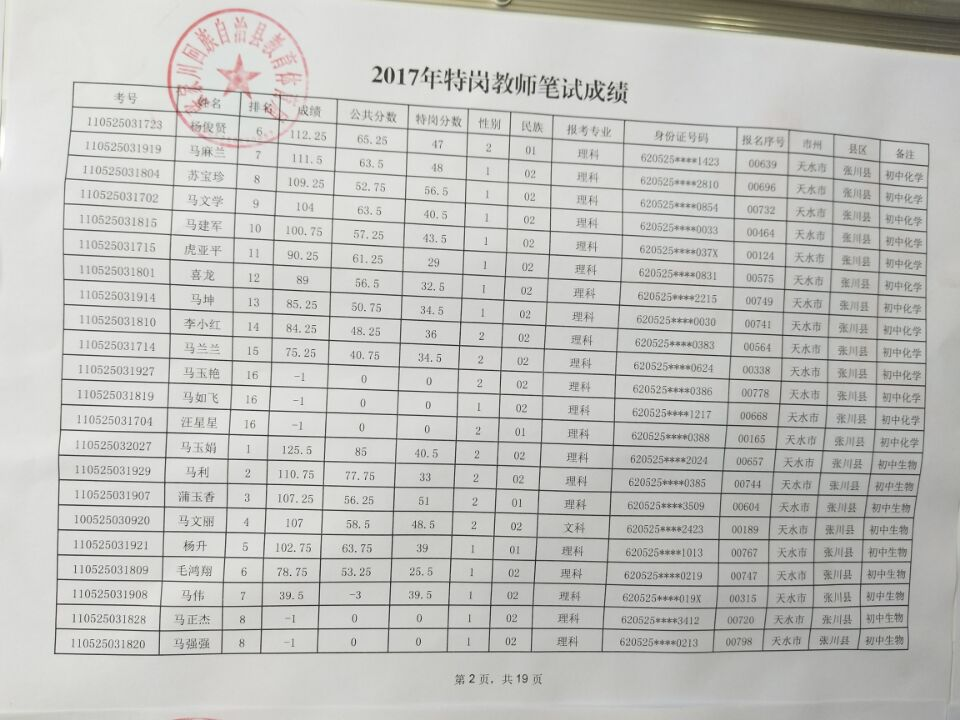 2017年特岗教师笔试成绩
考号 姓名 排名 成绩 公共分数 特岗分数 性别 民族 报考专业 身份证号码 报名序号 市州 县区 备注
110525031723 杨俊贤 6 112.25 65.25 47 2 01 理科 620525****1423 00639 天水市 张川县 初中化学
110525031919 马麻兰 7 111.5 63.5 48 1 02 理科 620525****2810 00696 天水市 张川县 初中化学
110525031804 苏宝珍 8 109.25 52.75 56.5 1 02 理科 620525****0854 00732 天水市 张川县 初中化学
110525031702 马文学 9 104 63.5 40.5 1 02 理科 620525****0033 00464 天水市 张川县 初中化学
110525031815 马建军 10 100.75 57.25 43.5 1 02 理科 620525****037X 00124 天水市 张川县 初中化学
110525031715 虎亚平 11 90.25 61.25 29 1 02 理科 620525****0831 00575 天水市 张川县 初中化学
110525031801 喜龙 12 89 56.5 32.5 1 02 理科 620525****2215 00749 天水市 张川县 初中化学
110525031914 马坤 13 85.25 50.75 34.5 1 02 理科 620525****0030 00741 天水市 张川县 初中化学
110525031810 李小红 14 84.25 48.25 36 2 02 理科 620525****0383 00564 天水市 张川县 初中化学
110525031714 马兰兰 15 75.25 40.75 34.5 2 02 理科 620525****0624 00338 天水市 张川县 初中化学
110525031927 马玉艳 16 -1 0 0 2 02 理科 620525****0386 00778 天水市 张川县 初中化学
110525031819 马如飞 16 -1 0 0 1 02 理科 620525****1217 00668 天水市 张川县 初中化学
110525031704 汪星星 16 -1 0 0 2 01 理科 620525****0388 00165 天水市 张川县 初中化学
110525032027 马玉娟 1 125.5 85 40.5 2 02 理科 620525****2024 00657 天水市 张川县 初中生物
110525031929 马利 2 110.75 77.75 33 2 02 理科 620525****0385 00744 天水市 张川县 初中生物
110525031907 蒲玉香 3 107.25 56.25 51 2 01 理科 620525****3509 00604 天水市 张川县 初中生物
100525030920 马文丽 4 107 58.5 48.5 2 02 文科 620525****2423 00189 天水市 张川县 初中生物
110525031921 杨升 5 102.75 63.75 39 1 01 理科 620525****1013 00767 天水市 张川县 初中生物
110525031809 毛鸿翔 6 78.75 53.25 25.5 1 02 理科 620525****0219 00747 天水市 张川县 初中生物
110525031908 马伟 7 39.5 -3 39.5 1 02 理科 620525****019X 00315 天水市 张川县 初中生物
110525031828 马正杰 8 -1 0 0 1 02 理科 620525****3412 00720 天水市 张川县 初中生物
110525031820 马强强 8 -1 0 0 1 02 理科 620525****0213 00798 天水市 张川县 初中生物
第 2 页，共 19 页